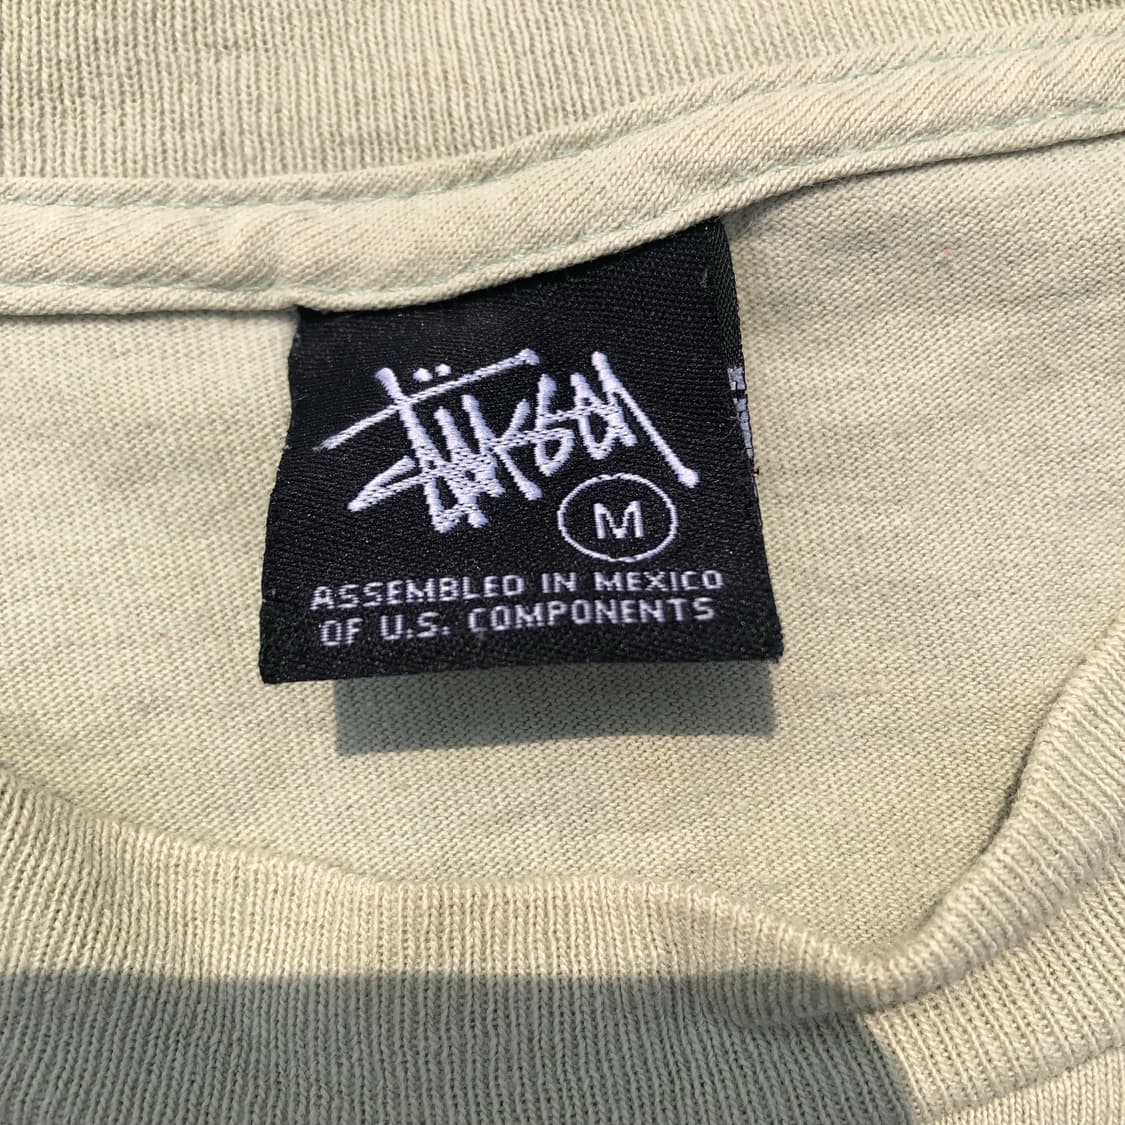 Stüssy
M
ASSEMBLED IN MEXICO
OF U.S. COMPONENTS